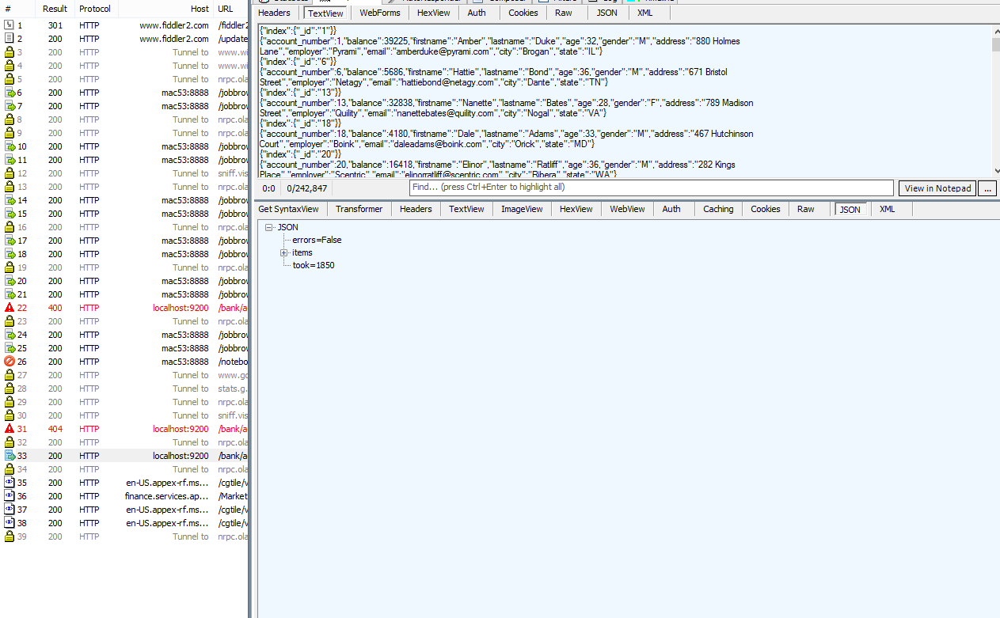 # Result Protocol Host URL
1 301 HTTP www.fiddler2.com /fiddler2
2 200 HTTP www.fiddler2.com /update
3 200 HTTP Tunnel to www.wi
4 200 HTTP Tunnel to www.wi
5 200 HTTP Tunnel to nrpc.ola
6 200 HTTP mac53:8888 /jobbrow
7 200 HTTP mac53:8888 /jobbrow
8 200 HTTP Tunnel to nrpc.ola
9 200 HTTP Tunnel to nrpc.ola
10 200 HTTP mac53:8888 /jobbrow
11 200 HTTP mac53:8888 /jobbrow
12 200 HTTP Tunnel to sniff.vis
13 200 HTTP Tunnel to nrpc.ola
14 200 HTTP mac53:8888 /jobbrow
15 200 HTTP mac53:8888 /jobbrow
16 200 HTTP Tunnel to nrpc.ola
17 200 HTTP mac53:8888 /jobbrow
18 200 HTTP mac53:8888 /jobbrow
19 200 HTTP Tunnel to nrpc.ola
20 200 HTTP mac53:8888 /jobbrow
21 200 HTTP mac53:8888 /jobbrow
22 400 HTTP localhost:9200 /bank/a
23 200 HTTP Tunnel to nrpc.ola
24 200 HTTP mac53:8888 /jobbrow
25 200 HTTP mac53:8888 /jobbrow
26 200 HTTP mac53:8888 /notebo
27 200 HTTP Tunnel to www.go
28 200 HTTP Tunnel to stats.g.
29 200 HTTP Tunnel to nrpc.ola
30 200 HTTP Tunnel to sniff.vis
31 404 HTTP localhost:9200 /bank/a
32 200 HTTP Tunnel to nrpc.ola
33 200 HTTP localhost:9200 /bank/a
34 200 HTTP Tunnel to nrpc.ola
35 200 HTTP en-US.appex-rf.ms... /cgtile/v
36 200 HTTP finance.services.ap... /Market
37 200 HTTP en-US.appex-rf.ms... /cgtile/v
38 200 HTTP en-US.appex-rf.ms... /cgtile/v
39 200 HTTP Tunnel to nrpc.ola
Headers TextView WebForms HexView Auth Cookies Raw JSON XML
{"index":{"_id":"1"}}
{"account_number":1,"balance":39225,"firstname":"Amber","lastname":"Duke","age":32,"gender":"M","address":"880 Holmes
Lane","employer":"Pyrami","email":"amberduke@pyrami.com","city":"Brogan","state":"IL"}
{"index":{"_id":"6"}}
{"account_number":6,"balance":5686,"firstname":"Hattie","lastname":"Bond","age":36,"gender":"M","address":"671 Bristol
Street","employer":"Netagy","email":"hattiebond@netagy.com","city":"Dante","state":"TN"}
{"index":{"_id":"13"}}
{"account_number":13,"balance":32838,"firstname":"Nanette","lastname":"Bates","age":28,"gender":"F","address":"789 Madison
Street","employer":"Quility","email":"nanettebates@quility.com","city":"Nogal","state":"VA"}
{"index":{"_id":"18"}}
{"account_number":18,"balance":4180,"firstname":"Dale","lastname":"Adams","age":33,"gender":"M","address":"467 Hutchinson
Court","employer":"Boink","email":"daleadams@boink.com","city":"Orick","state":"MD"}
{"index":{"_id":"20"}}
{"account_number":20,"balance":16418,"firstname":"Elinor","lastname":"Ratliff","age":36,"gender":"M","address":"282 Kings
Place","employer":"Scentric","email":"elinorratliff@scentric.com","city":"Ribera","state":"WA"}
0:0 0/242,847 Find... (press Ctrl+Enter to highlight all) View in Notepad ...
Get SyntaxView Transformer Headers TextView ImageView HexView WebView Auth Caching Cookies Raw JSON XML
JSON
errors=False
items
took=1850